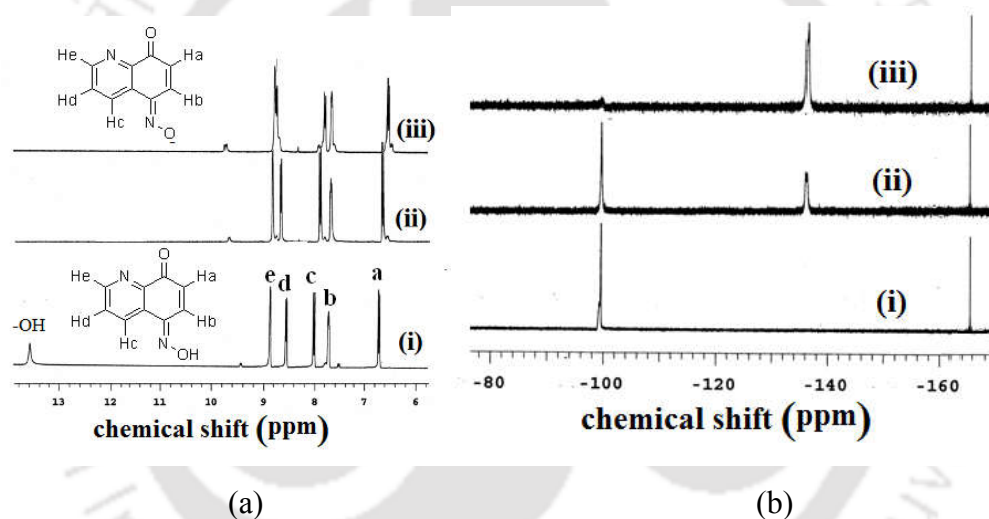 O
He N Ha
Hd Hb
Hc N O
-
(iii)
(ii)
O
He N Ha
Hd Hb
Hc N OH
-OH
e d c b a
(i)
13 12 11 10 9 8 7 6
chemical shift (ppm)
(a)
(iii)
(ii)
(i)
-80 -100 -120 -140 -160
chemical shift (ppm)
(b)